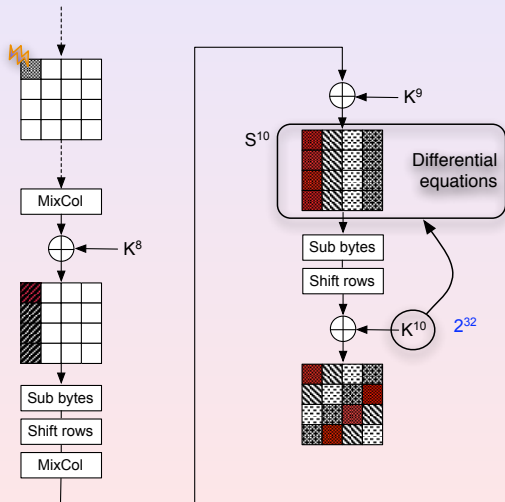 MixCol
K⁸
Sub bytes
Shift rows
MixCol
K⁹
S¹⁰
Differential
equations
Sub bytes
Shift rows
K¹⁰
2³²